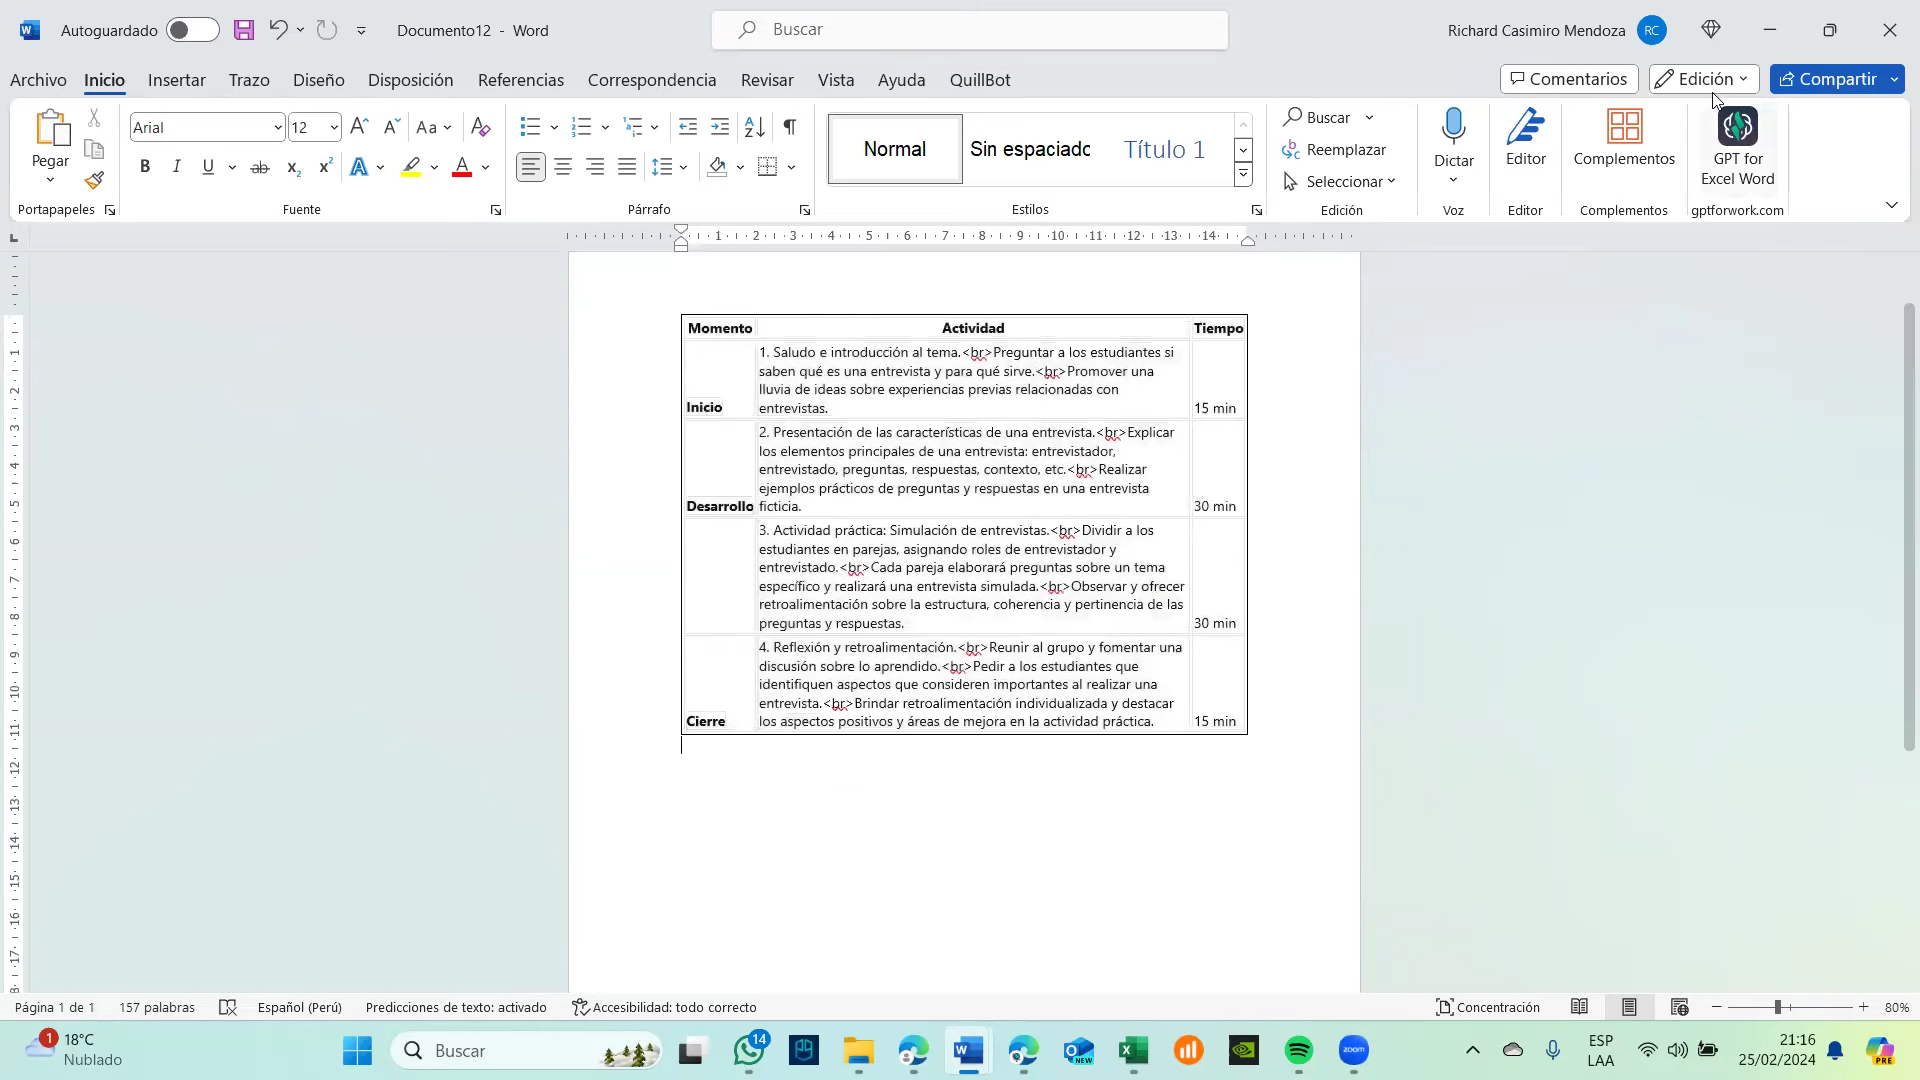 Autoguardado
Documento12 - Word
Buscar
Richard Casimiro Mendoza
RC
Archivo
Inicio
Insertar
Trazo
Diseño
Disposición
Referencias
Correspondencia
Revisar
Vista
Ayuda
QuillBot
Comentarios
Edición
Compartir
Pegar
Arial
12
Normal
Sin espaciado
Título 1
Buscar
Reemplazar
Seleccionar
Dictar
Editor
Complementos
GPT for
Excel Word
Portapapeles
Fuente
Párrafo
Estilos
Edición
Voz
Editor
Complementos
gptforwork.com
Momento Actividad Tiempo
1. Saludo e introducción al tema.<br>Preguntar a los estudiantes si
saben qué es una entrevista y para qué sirve.<br>Promover una
lluvia de ideas sobre experiencias previas relacionadas con
Inicio entrevistas. 15 min
2. Presentación de las características de una entrevista.<br>Explicar
los elementos principales de una entrevista: entrevistador,
entrevistado, preguntas, respuestas, contexto, etc.<br>Realizar
ejemplos prácticos de preguntas y respuestas en una entrevista
Desarrollo ficticia. 30 min
3. Actividad práctica: Simulación de entrevistas.<br>Dividir a los
estudiantes en parejas, asignando roles de entrevistador y
entrevistado.<br>Cada pareja elaborará preguntas sobre un tema
específico y realizará una entrevista simulada.<br>Observar y ofrecer
retroalimentación sobre la estructura, coherencia y pertinencia de las
preguntas y respuestas. 30 min
4. Reflexión y retroalimentación.<br>Reunir al grupo y fomentar una
discusión sobre lo aprendido.<br>Pedir a los estudiantes que
identifiquen aspectos que consideren importantes al realizar una
entrevista.<br>Brindar retroalimentación individualizada y destacar
Cierre los aspectos positivos y áreas de mejora en la actividad práctica. 15 min
Página 1 de 1
157 palabras
Español (Perú)
Predicciones de texto: activado
Accesibilidad: todo correcto
Concentración
80%
1
18°C
Nublado
Buscar
14
NEW
zoom
ESP
LAA
21:16
25/02/2024
PRE